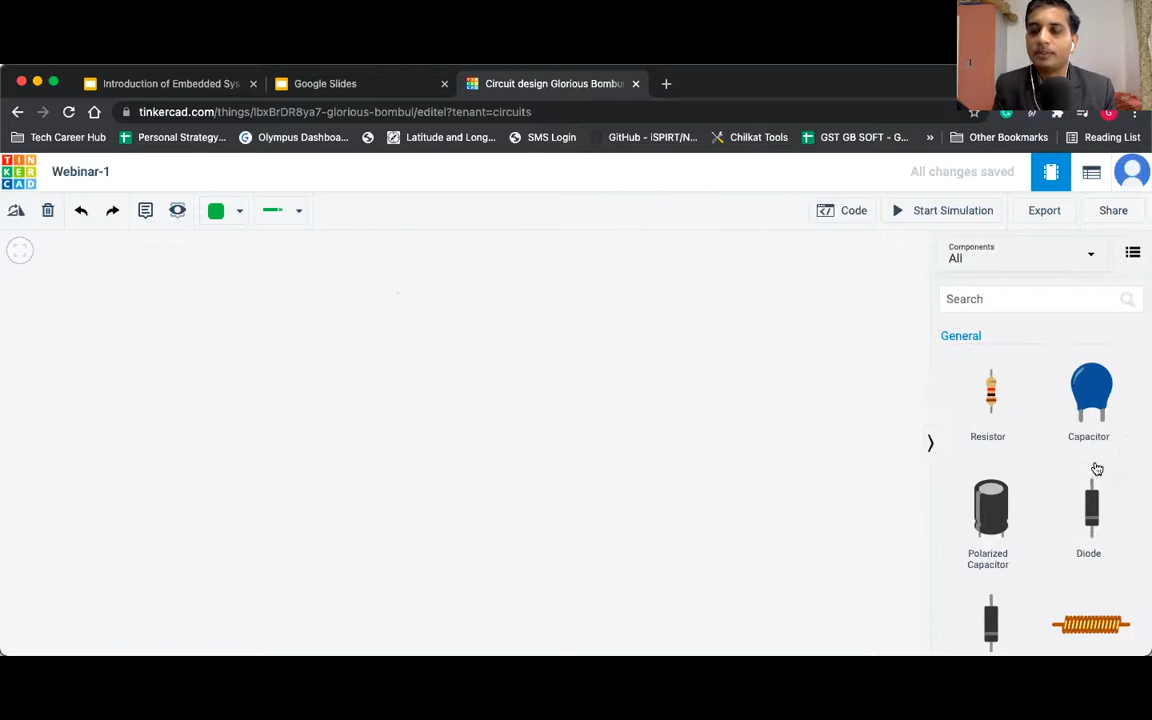 Introduction of Embedded Sys
Google Slides
Circuit design Glorious Bombu
tinkercad.com/things/lbxBrDR8ya7-glorious-bombul/editel?tenant=circuits
Tech Career Hub
Personal Strategy...
Olympus Dashboa...
Latitude and Long...
SMS Login
GitHub - iSPIRT/N...
Chilkat Tools
GST GB SOFT - G...
»
Other Bookmarks
Reading List
TIN
KER
CAD
Webinar-1
All changes saved
Code
Start Simulation
Export
Share
Components
All
Search
General
Resistor
Capacitor
Polarized
Capacitor
Diode